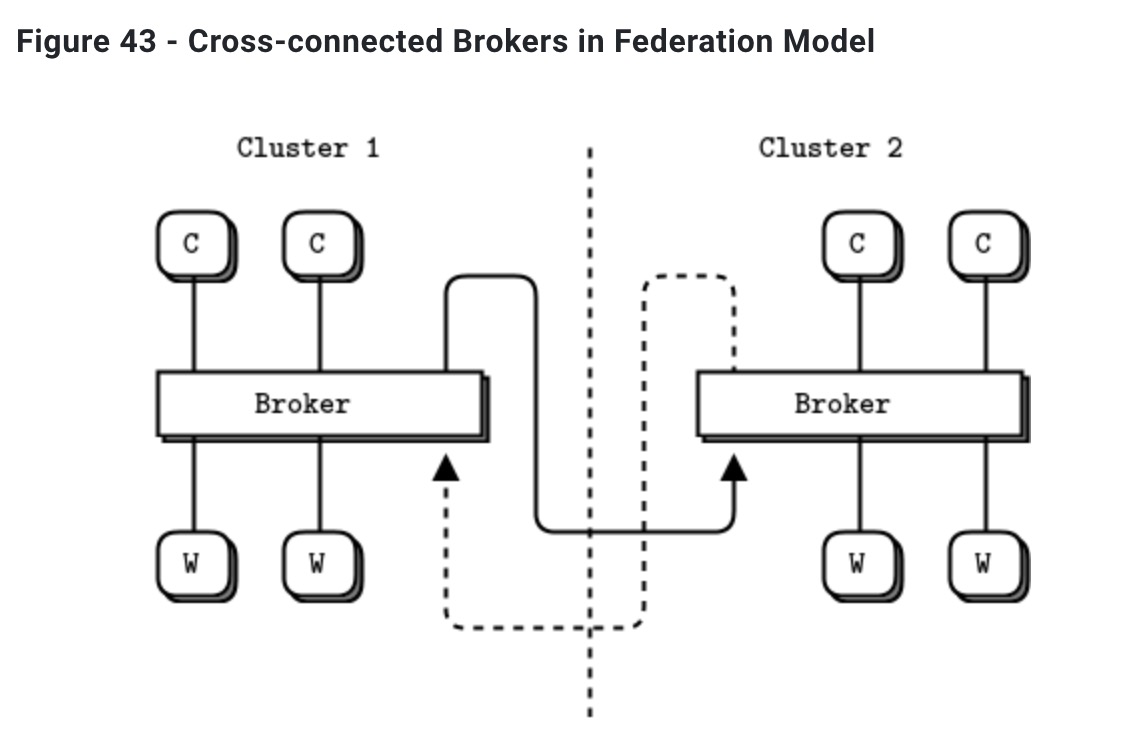 Figure 43 - Cross-connected Brokers in Federation Model
Cluster 1
Cluster 2
C
C
C
C
Broker
Broker
W
W
W
W